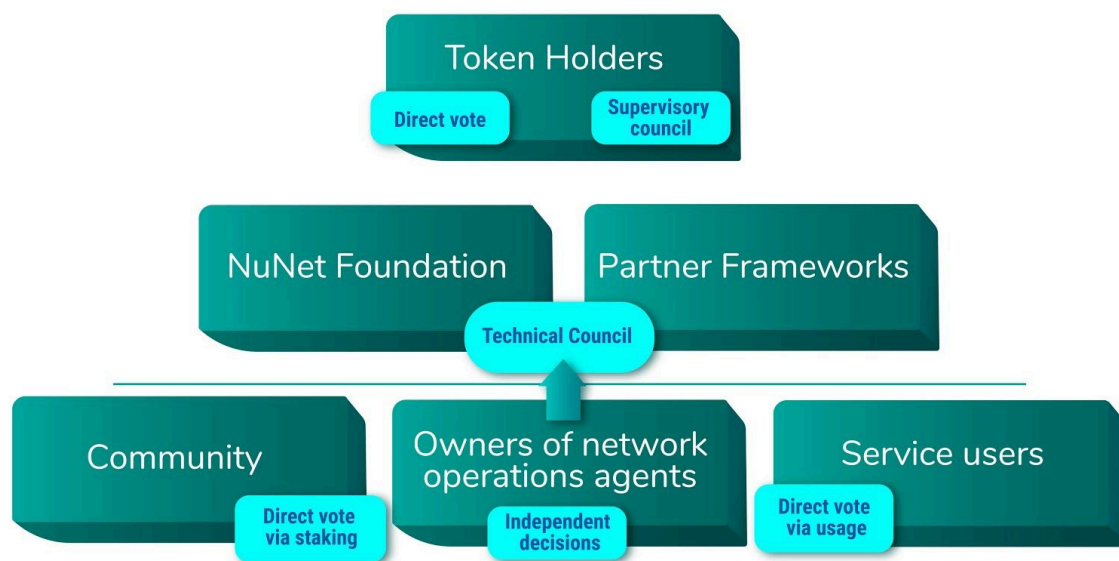 Token Holders
Direct vote
Supervisory
council
NuNet Foundation
Partner Frameworks
Technical Council
Community
Direct vote
via staking
Owners of network
operations agents
Independent
decisions
Service users
Direct vote
via usage